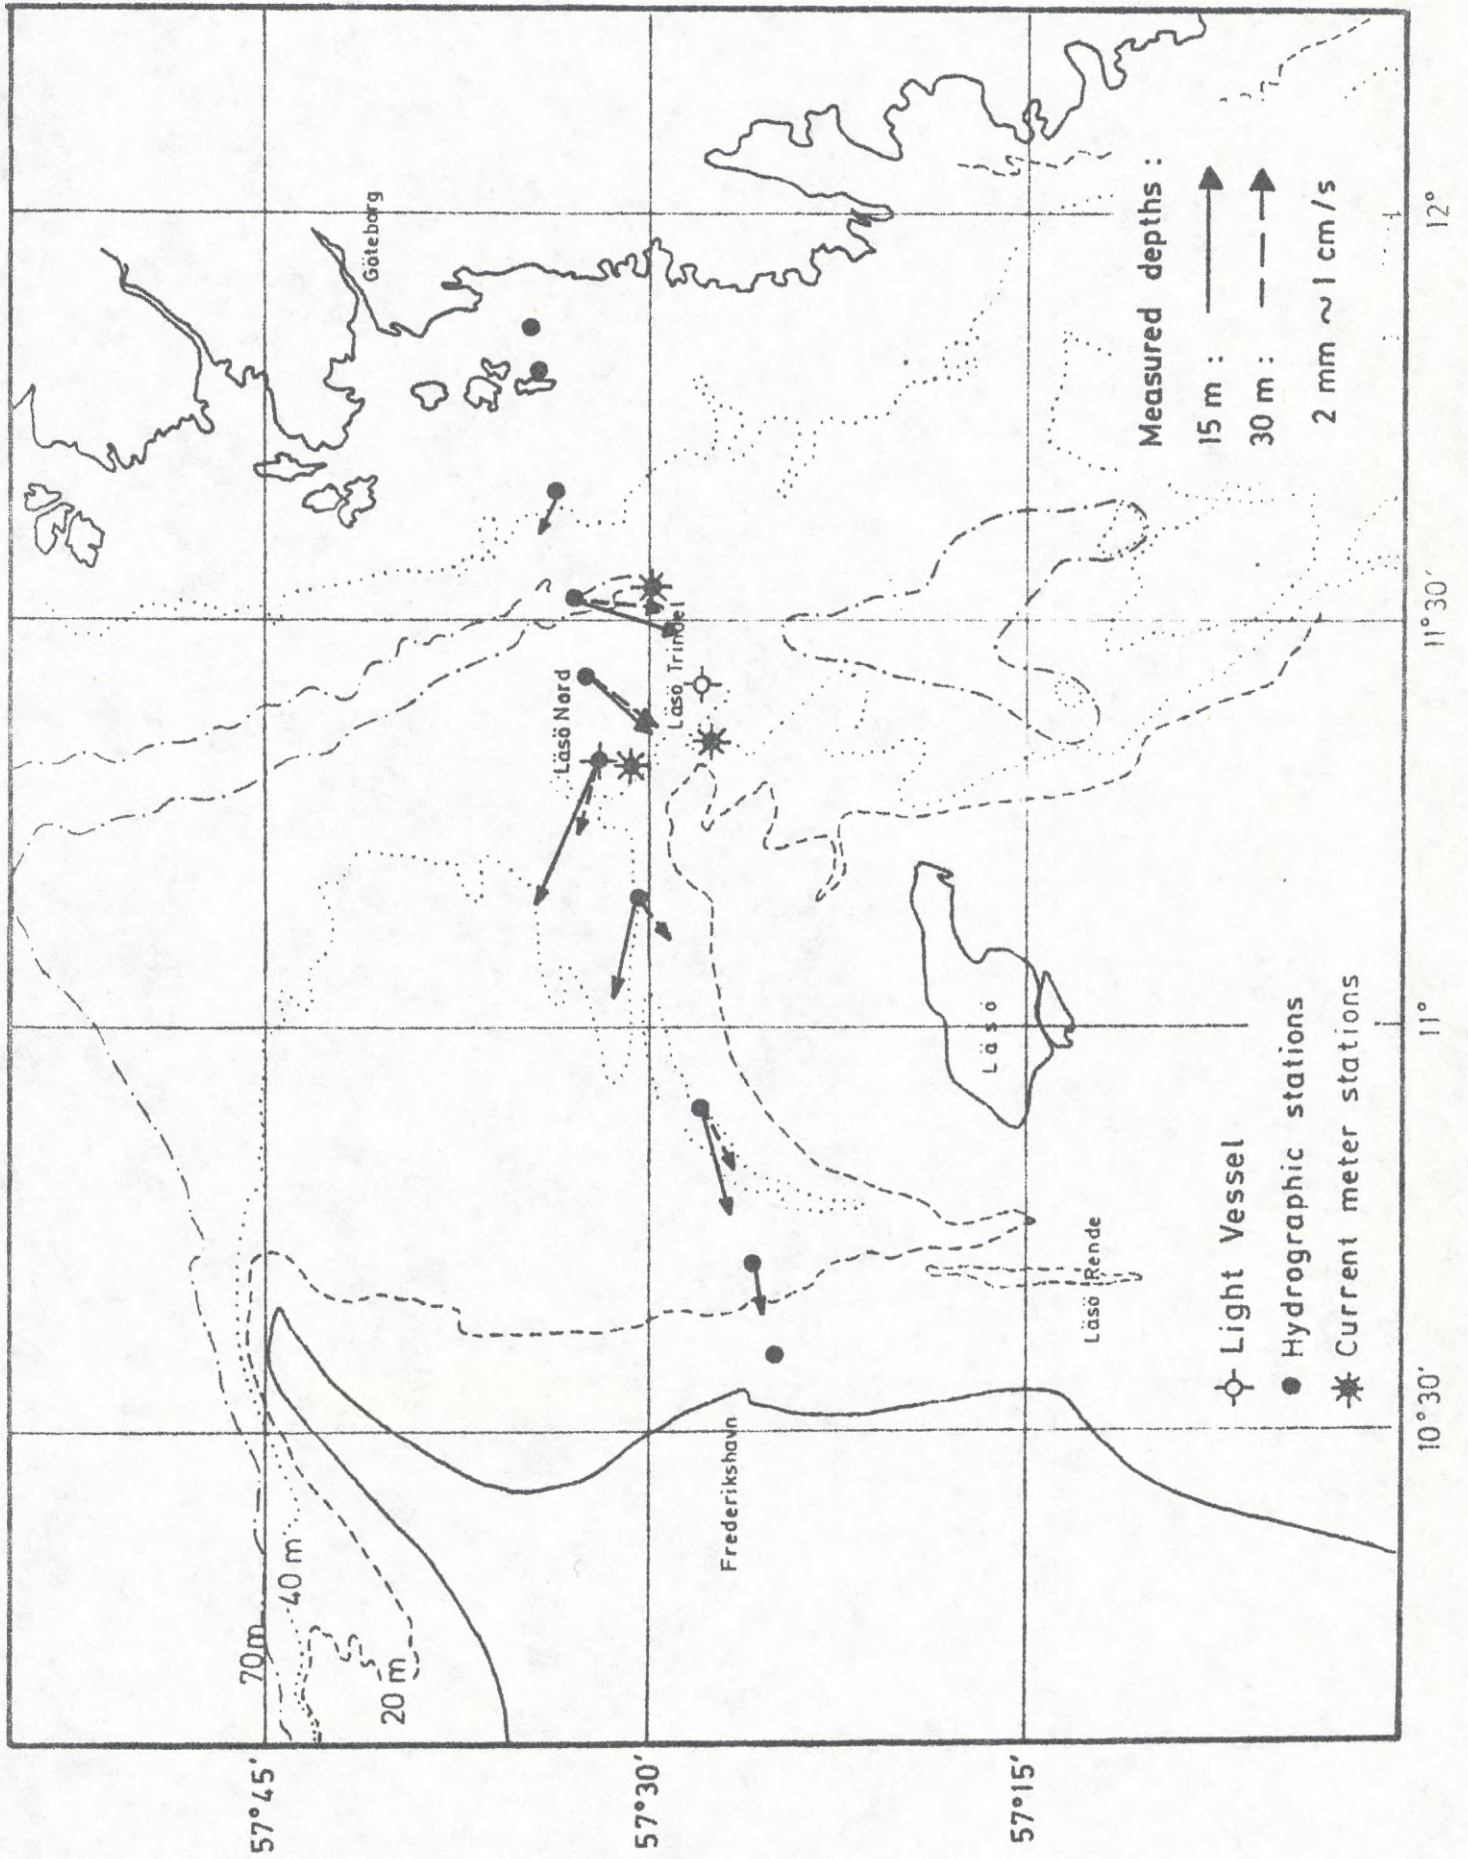 Göteborg
Läsö Nord
Läsö Trindel
Läsö
Läsö Rende
Frederikshavn
70m
40 m
20 m
Measured depths :
15 m :
30 m :
2 mm ~ 1 cm/s
Light Vessel
Hydrographic stations
Current meter stations
57°45'
57°30'
57°15'
10°30'
11°
11°30'
12°